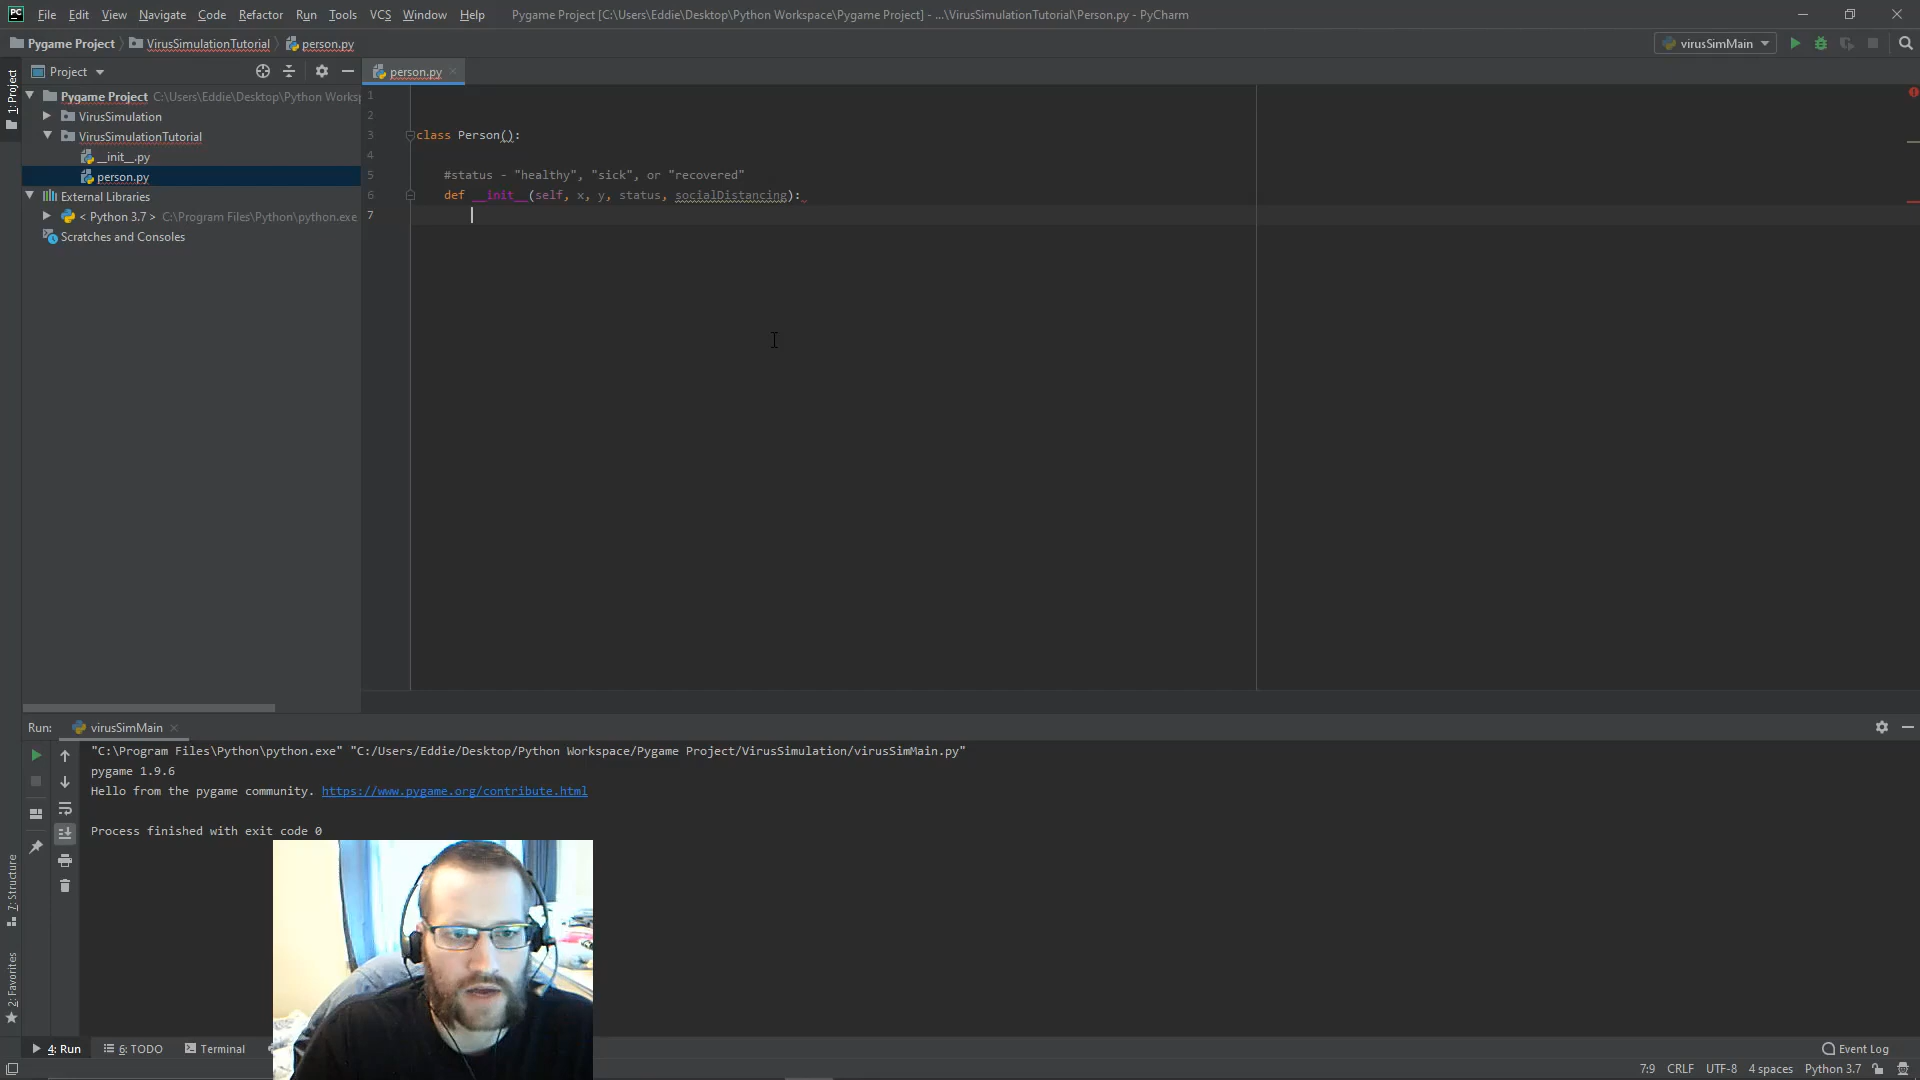 PC File Edit View Navigate Code Refactor Run Tools VCS Window Help Pygame Project [C:\Users\Eddie\Desktop\Python Workspace\Pygame Project] - ...\VirusSimulationTutorial\Person.py - PyCharm
Pygame Project VirusSimulationTutorial person.py virusSimMain
1: Project
Project person.py
Pygame Project C:\Users\Eddie\Desktop\Python Works
VirusSimulation
VirusSimulationTutorial
__init__.py
person.py
External Libraries
< Python 3.7 > C:\Program Files\Python\python.exe
Scratches and Consoles
1
2
3 class Person():
4
5 #status - "healthy", "sick", or "recovered"
6 def __init__(self, x, y, status, socialDistancing):
7
Run: virusSimMain
"C:\Program Files\Python\python.exe" "C:/Users/Eddie/Desktop/Python Workspace/Pygame Project/VirusSimulation/virusSimMain.py"
pygame 1.9.6
Hello from the pygame community. https://www.pygame.org/contribute.html
Process finished with exit code 0
7: Structure
2: Favorites
4: Run 6: TODO Terminal Event Log
7:9 CRLF UTF-8 4 spaces Python 3.7